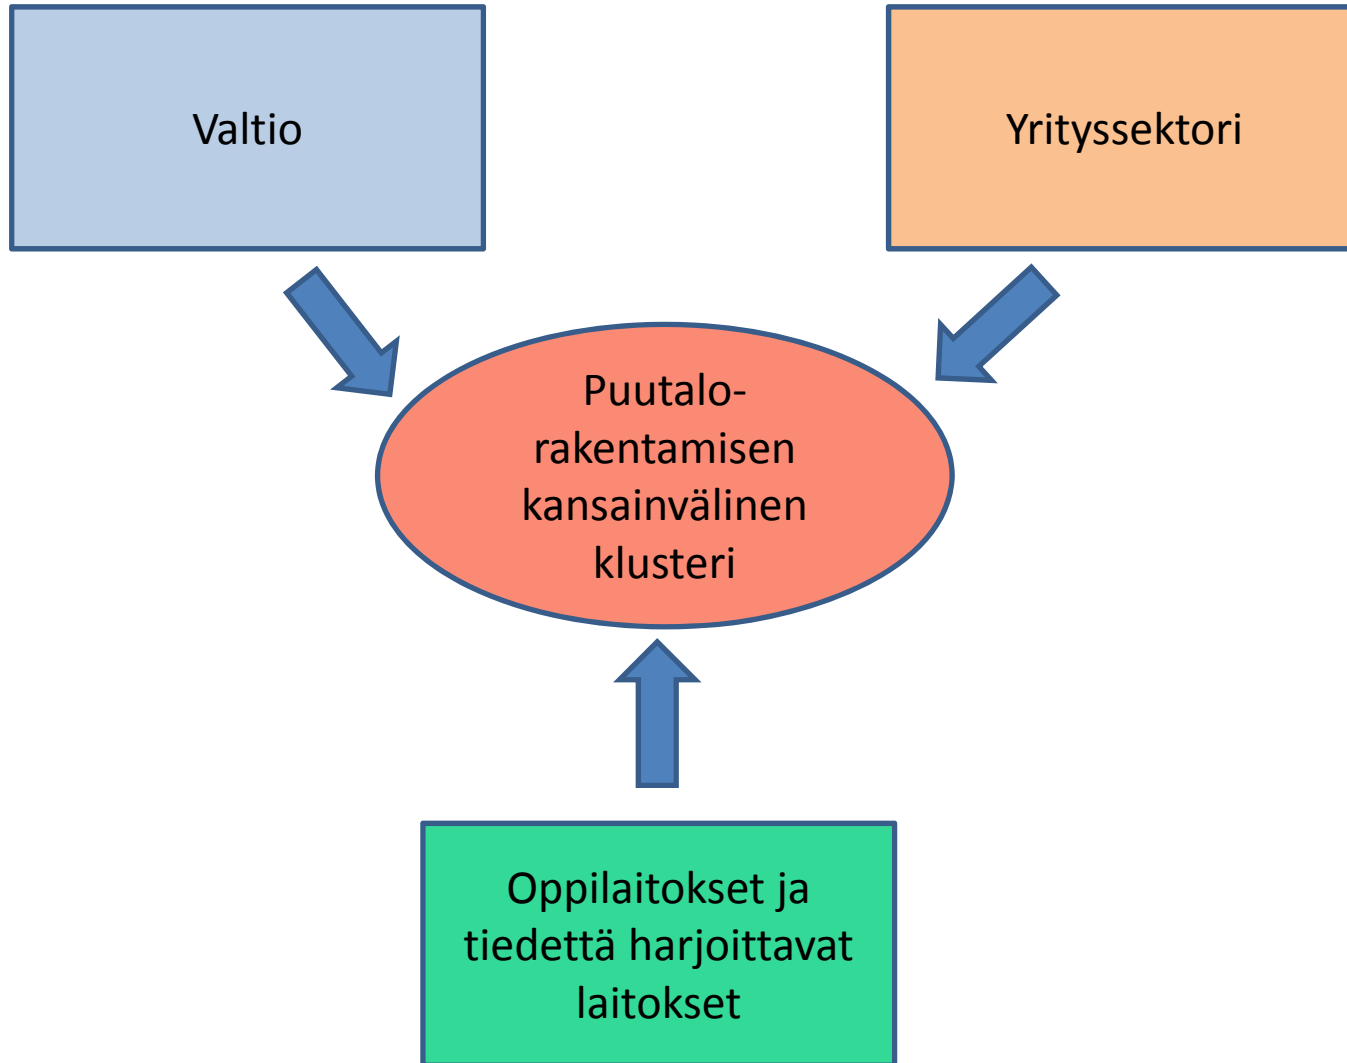 Valtio
Yrityssektori
Puutalo-
rakentamisen
kansainvälinen
klusteri
Oppilaitokset ja
tiedettä harjoittavat
laitokset